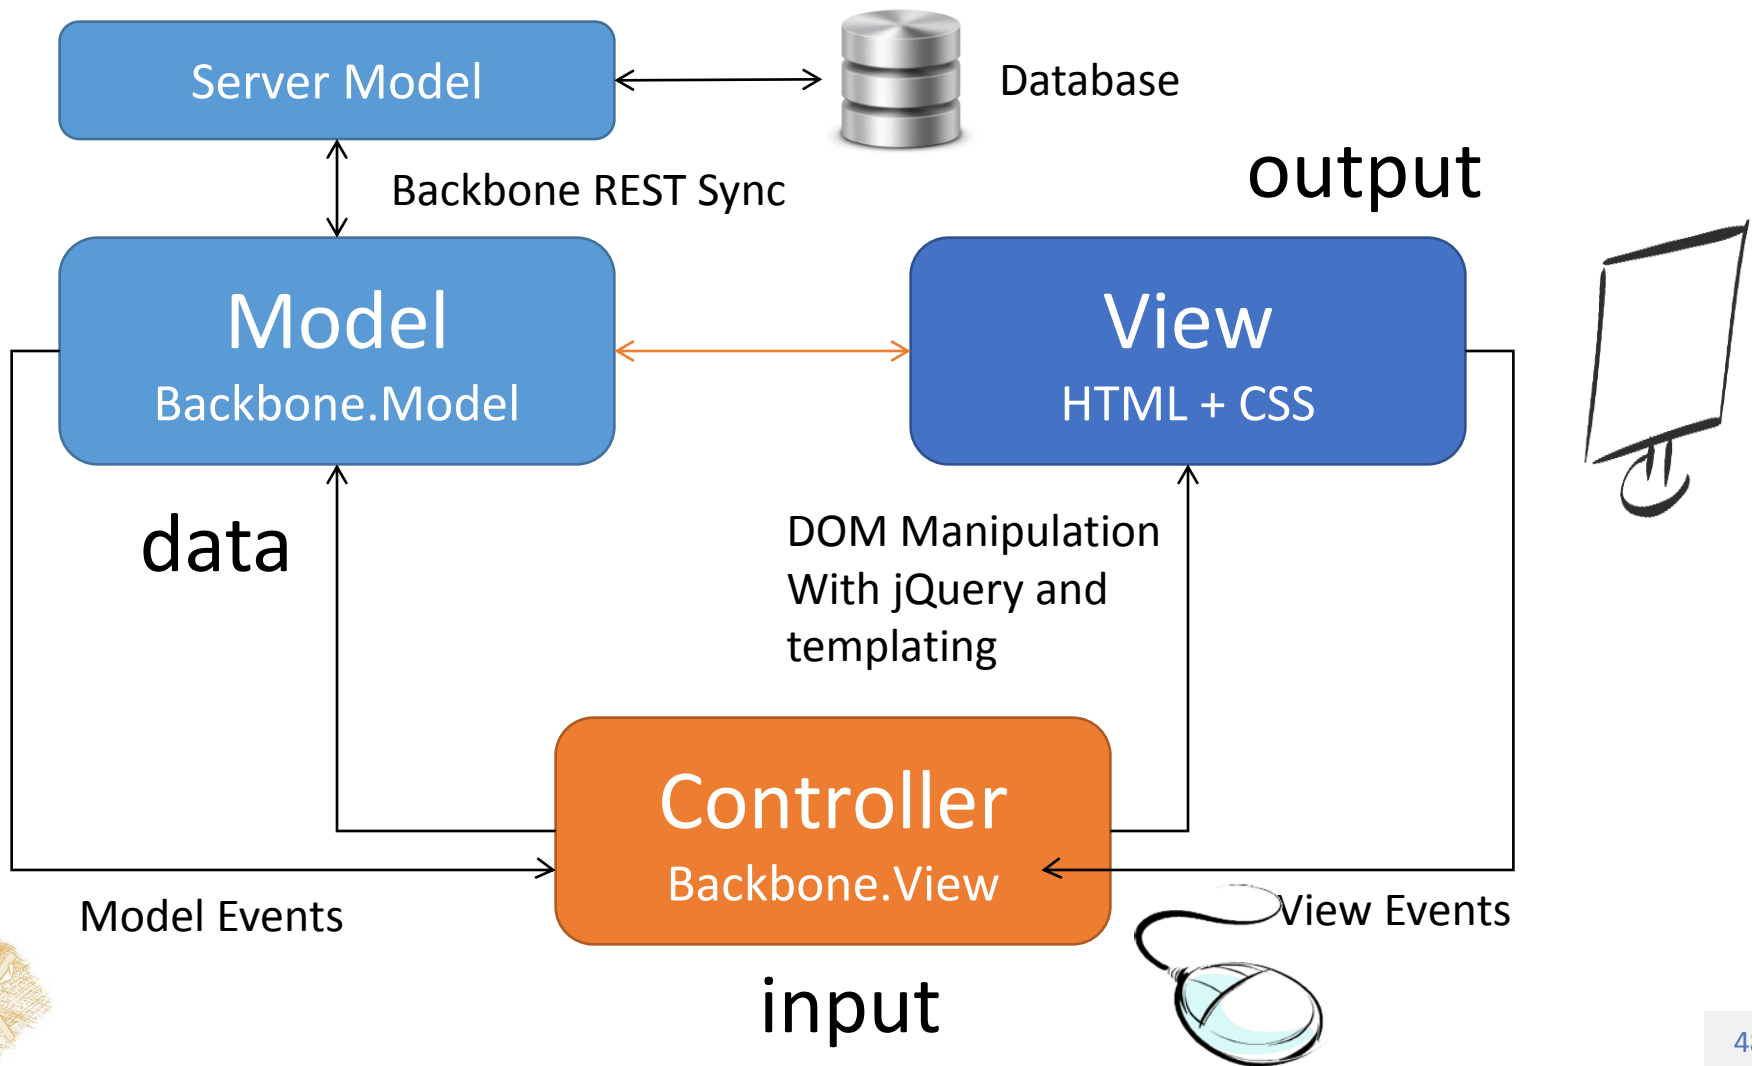 Server Model
Database
Backbone REST Sync
output
Model
Backbone.Model
View
HTML + CSS
data
DOM Manipulation
With jQuery and
templating
Controller
Backbone.View
Model Events
View Events
input